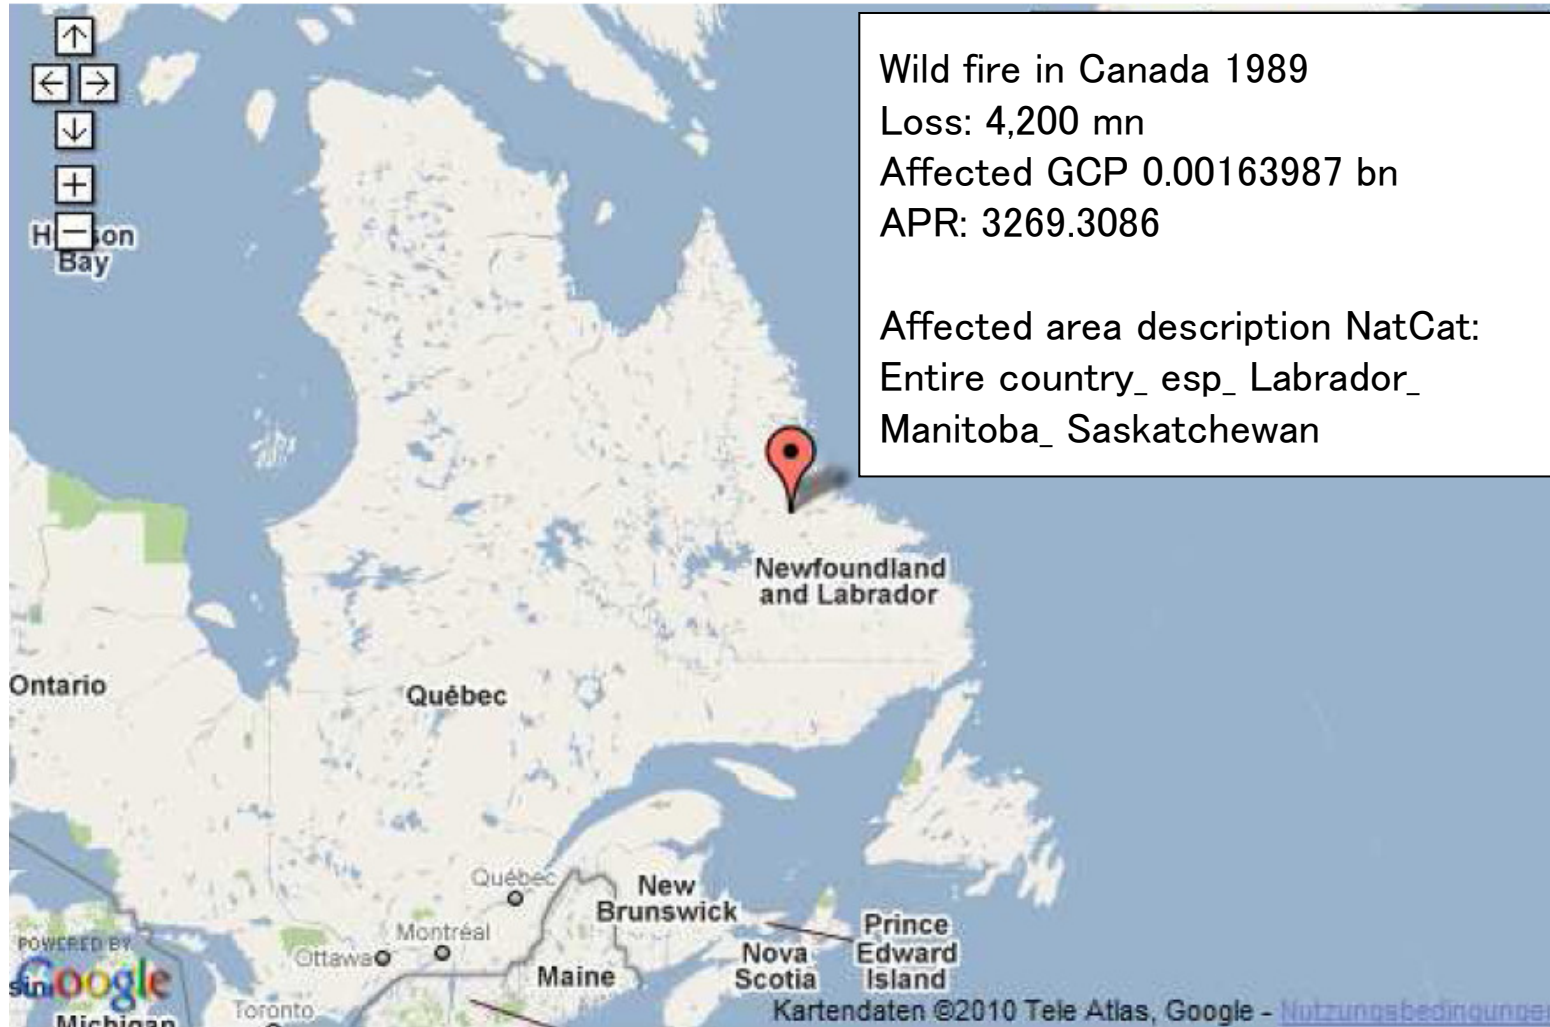 Wild fire in Canada 1989
Loss: 4,200 mn
Affected GCP 0.00163987 bn
APR: 3269.3086
Affected area description NatCat:
Entire country_ esp_ Labrador_
Manitoba_ Saskatchewan
Bay
Newfoundland
and Labrador
Ontario
Québec
Québec
Montréal
Ottawa
New
Brunswick
Prince
Edward
Island
Nova
Scotia
Maine
POWERED BY
Google
Toronto
Michigan
Kartendaten ©2010 Tele Atlas, Google -